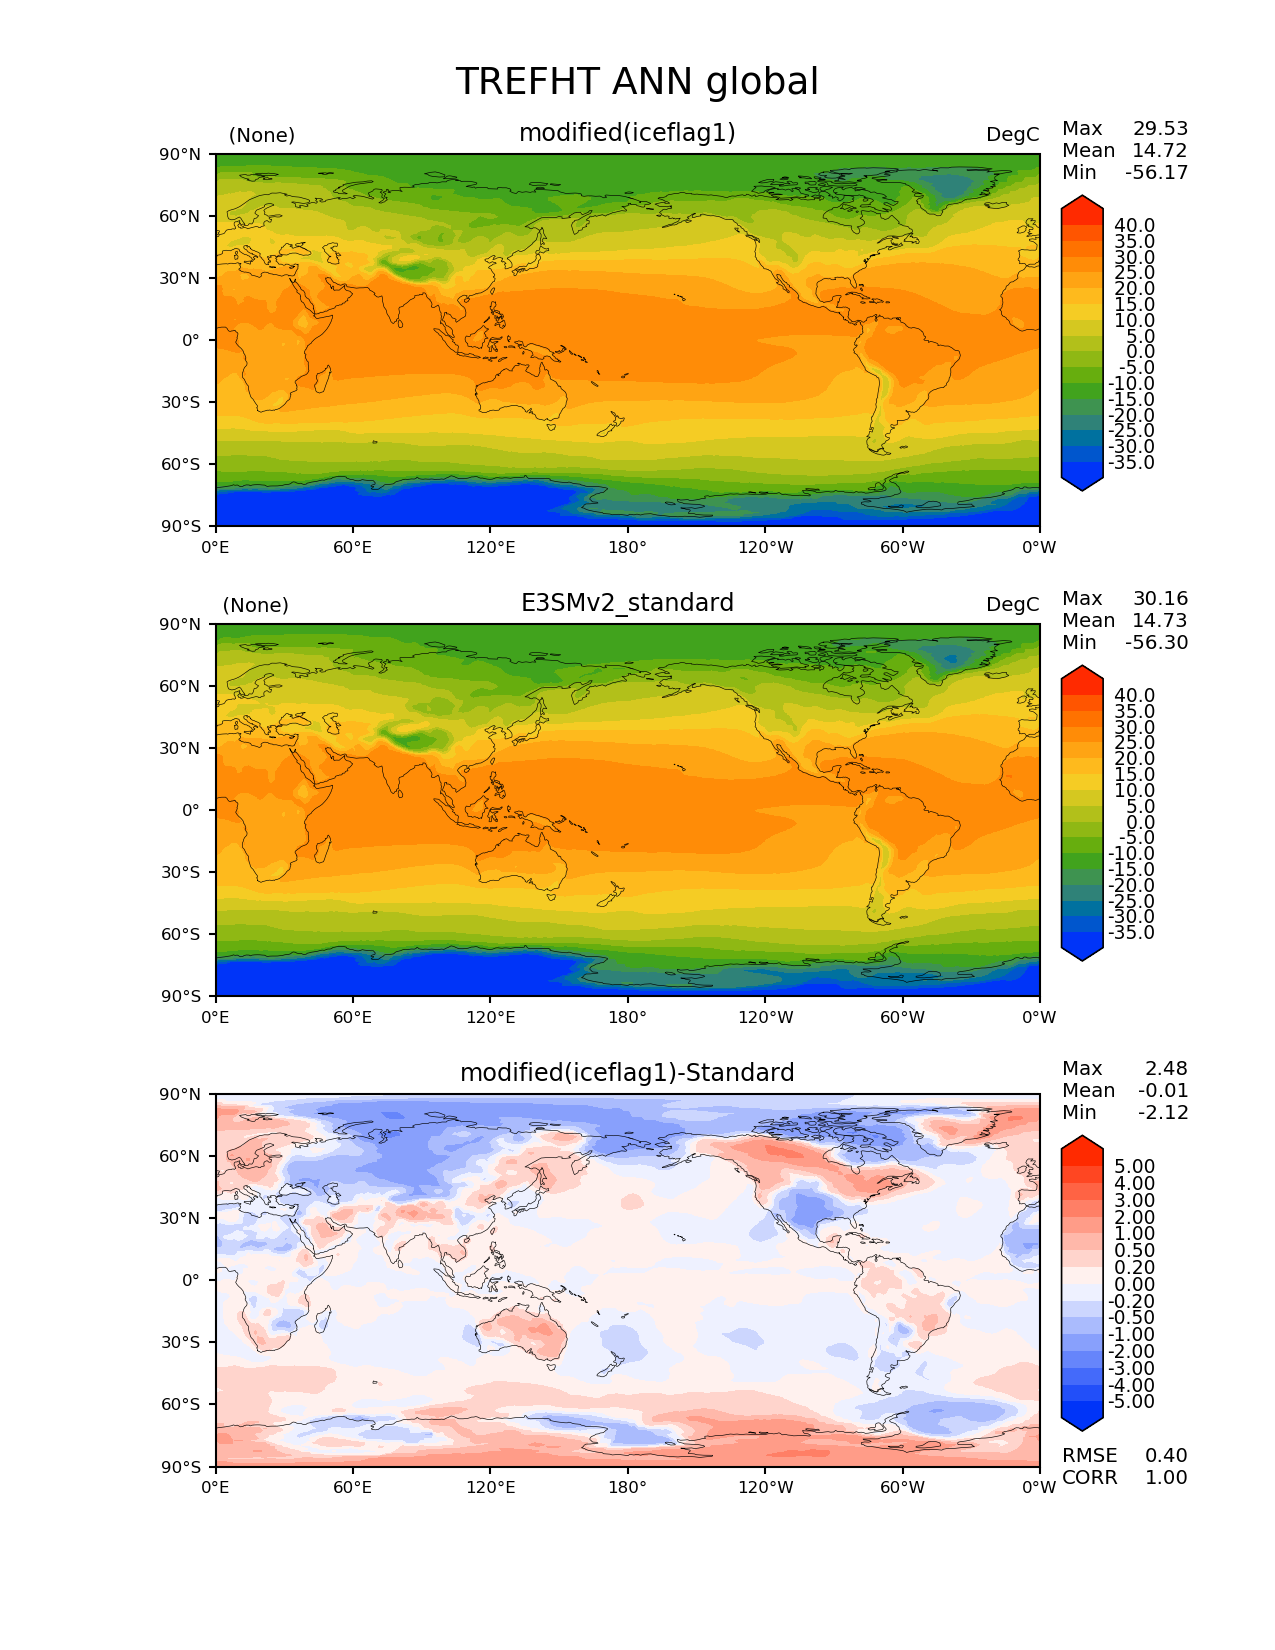 TREFHT ANN global
(None) modified(iceflag1) DegC
Max 29.53
Mean 14.72
Min -56.17
90°N
60°N
30°N
0°
30°S
60°S
90°S
0°E 60°E 120°E 180° 120°W 60°W 0°W
40.0
35.0
30.0
25.0
20.0
15.0
10.0
5.0
0.0
-5.0
-10.0
-15.0
-20.0
-25.0
-30.0
-35.0
(None) E3SMv2_standard DegC
Max 30.16
Mean 14.73
Min -56.30
90°N
60°N
30°N
0°
30°S
60°S
90°S
0°E 60°E 120°E 180° 120°W 60°W 0°W
40.0
35.0
30.0
25.0
20.0
15.0
10.0
5.0
0.0
-5.0
-10.0
-15.0
-20.0
-25.0
-30.0
-35.0
modified(iceflag1)-Standard
Max 2.48
Mean -0.01
Min -2.12
90°N
60°N
30°N
0°
30°S
60°S
90°S
0°E 60°E 120°E 180° 120°W 60°W 0°W
5.00
4.00
3.00
2.00
1.00
0.50
0.20
0.00
-0.20
-0.50
-1.00
-2.00
-3.00
-4.00
-5.00
RMSE 0.40
CORR 1.00